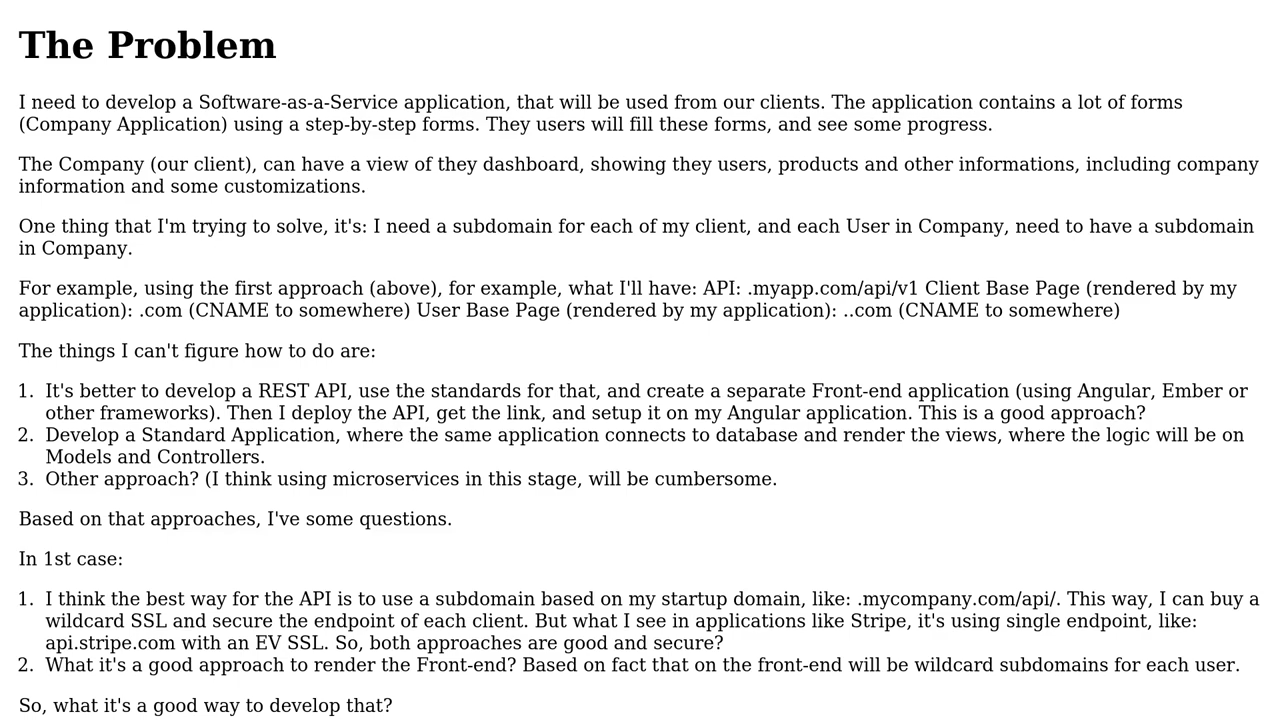 The Problem
I need to develop a Software-as-a-Service application, that will be used from our clients. The application contains a lot of forms
(Company Application) using a step-by-step forms. They users will fill these forms, and see some progress.
The Company (our client), can have a view of they dashboard, showing they users, products and other informations, including company
information and some customizations.
One thing that I'm trying to solve, it's: I need a subdomain for each of my client, and each User in Company, need to have a subdomain
in Company.
For example, using the first approach (above), for example, what I'll have: API: .myapp.com/api/v1 Client Base Page (rendered by my
application): .com (CNAME to somewhere) User Base Page (rendered by my application): ..com (CNAME to somewhere)
The things I can't figure how to do are:
1. It's better to develop a REST API, use the standards for that, and create a separate Front-end application (using Angular, Ember or
other frameworks). Then I deploy the API, get the link, and setup it on my Angular application. This is a good approach?
2. Develop a Standard Application, where the same application connects to database and render the views, where the logic will be on
Models and Controllers.
3. Other approach? (I think using microservices in this stage, will be cumbersome.
Based on that approaches, I've some questions.
In 1st case:
1. I think the best way for the API is to use a subdomain based on my startup domain, like: .mycompany.com/api/. This way, I can buy a
wildcard SSL and secure the endpoint of each client. But what I see in applications like Stripe, it's using single endpoint, like:
api.stripe.com with an EV SSL. So, both approaches are good and secure?
2. What it's a good approach to render the Front-end? Based on fact that on the front-end will be wildcard subdomains for each user.
So, what it's a good way to develop that?